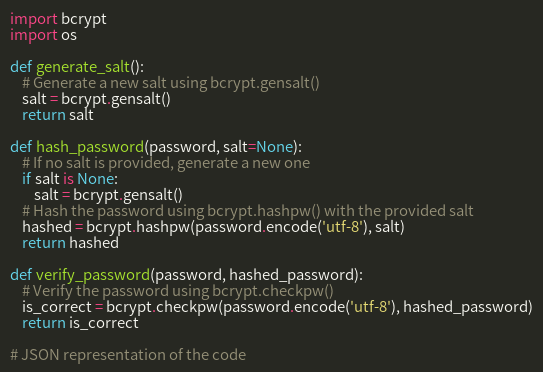 import bcrypt
import os

def generate_salt():
    # Generate a new salt using bcrypt.gensalt()
    salt = bcrypt.gensalt()
    return salt

def hash_password(password, salt=None):
    # If no salt is provided, generate a new one
    if salt is None:
        salt = bcrypt.gensalt()
    # Hash the password using bcrypt.hashpw() with the provided salt
    hashed = bcrypt.hashpw(password.encode('utf-8'), salt)
    return hashed

def verify_password(password, hashed_password):
    # Verify the password using bcrypt.checkpw()
    is_correct = bcrypt.checkpw(password.encode('utf-8'), hashed_password)
    return is_correct

# JSON representation of the code